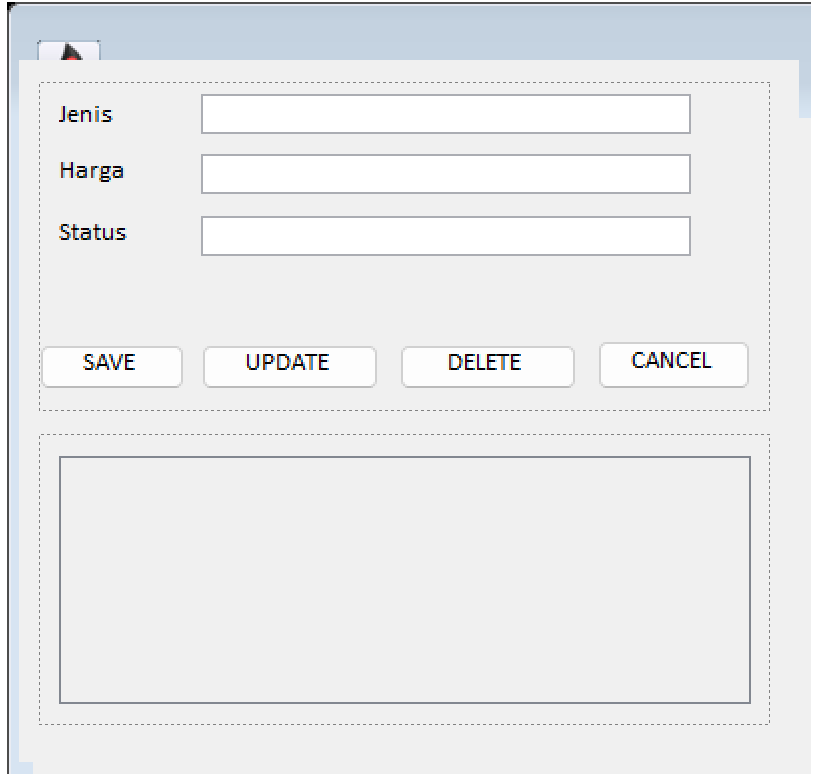 Jenis
Harga
Status
SAVE UPDATE DELETE CANCEL